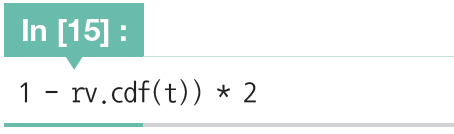 In [15] :
1 - rv.cdf(t)) * 2